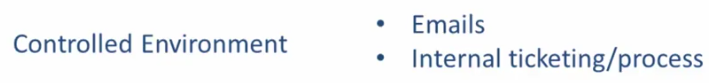 Controlled Environment
• Emails
• Internal ticketing/process